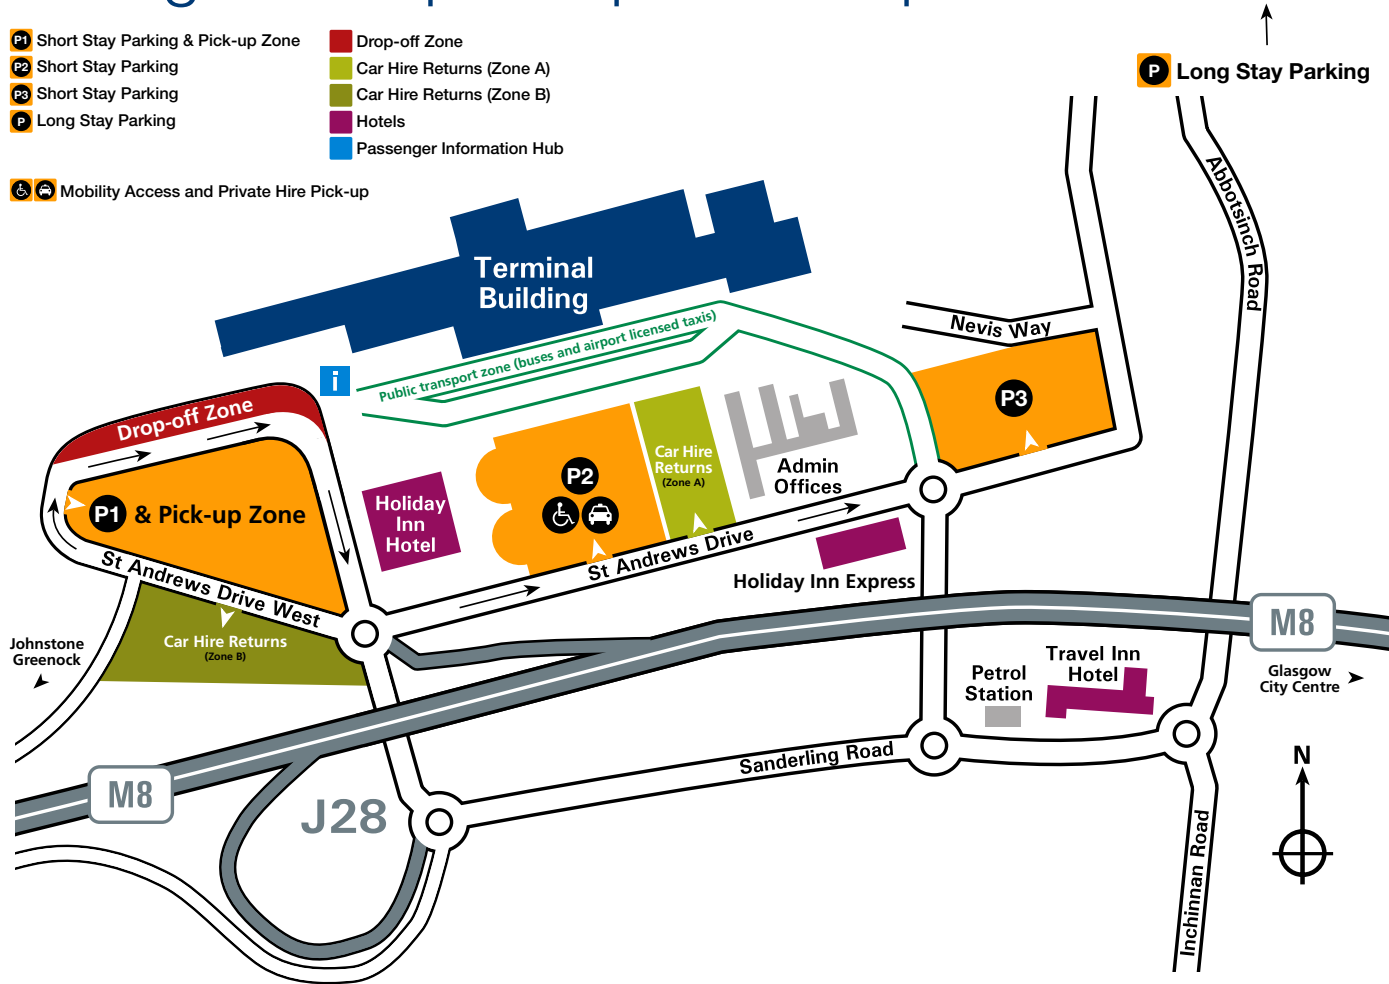 P1 Short Stay Parking & Pick-up Zone
P2 Short Stay Parking
P3 Short Stay Parking
P Long Stay Parking
Mobility Access and Private Hire Pick-up
Drop-off Zone
Car Hire Returns (Zone A)
Car Hire Returns (Zone B)
Hotels
Passenger Information Hub
P Long Stay Parking
Abbotsinch Road
Terminal
Building
Nevis Way
Public transport zone (buses and airport licensed taxis)
i
Drop-off Zone
P3
P1 & Pick-up Zone
P2
Car Hire
Returns
(Zone A)
Admin
Offices
Holiday
Inn
Hotel
St Andrews Drive
St Andrews Drive West
Holiday Inn Express
Car Hire Returns
(Zone B)
Johnstone
Greenock
M8
Glasgow
City Centre
Travel Inn
Hotel
Petrol
Station
Sanderling Road
M8
J28
N
Inchinnan Road